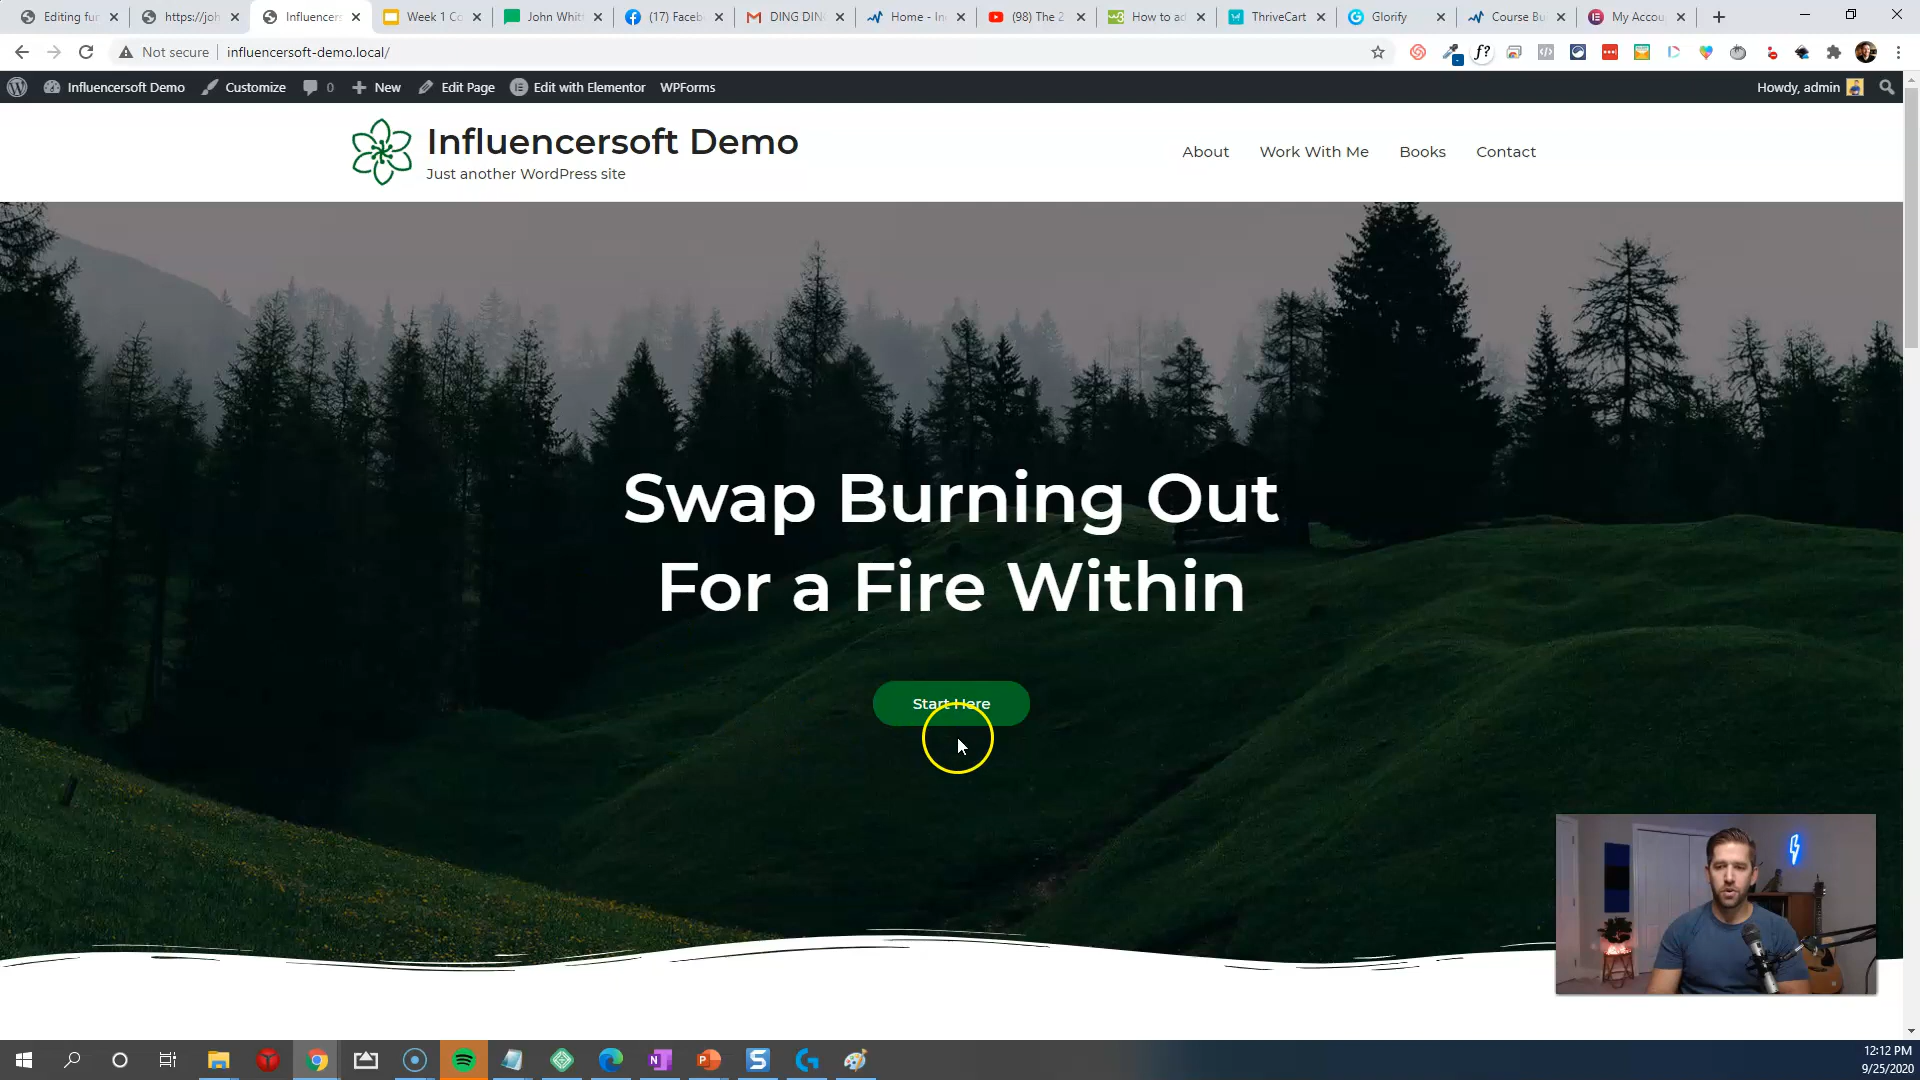 Editing fur
https://joh
Influencers
Week 1 Co
John Whit
(17) Faceb
DING DIN
Home - In
(98) The 2
How to ad
ThriveCart
Glorify
Course Bu
My Accou
Not secure
influencersoft-demo.local/
f?
Influencersoft Demo
Customize
0
New
Edit Page
Edit with Elementor
WPForms
Howdy, admin
Influencersoft Demo
Just another WordPress site
About
Work With Me
Books
Contact
Swap Burning Out
For a Fire Within
Start Here
12:12 PM
9/25/2020